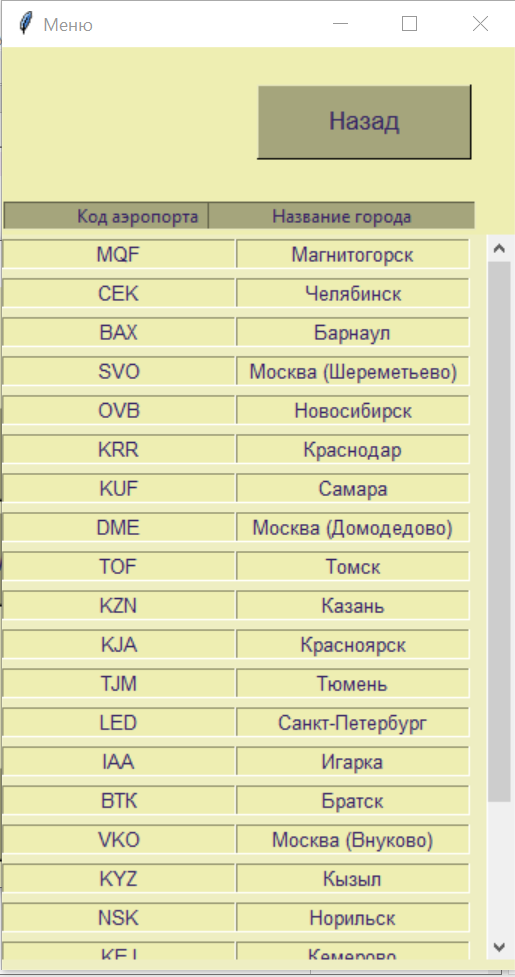 Меню
Назад
Код аэропорта Название города
MQF Магнитогорск
CEK Челябинск
BAX Барнаул
SVO Москва (Шереметьево)
OVB Новосибирск
KRR Краснодар
KUF Самара
DME Москва (Домодедово)
TOF Томск
KZN Казань
KJA Красноярск
TJM Тюмень
LED Санкт-Петербург
IAA Игарка
BTK Братск
VKO Москва (Внуково)
KYZ Кызыл
NSK Норильск
KEJ Кемерово